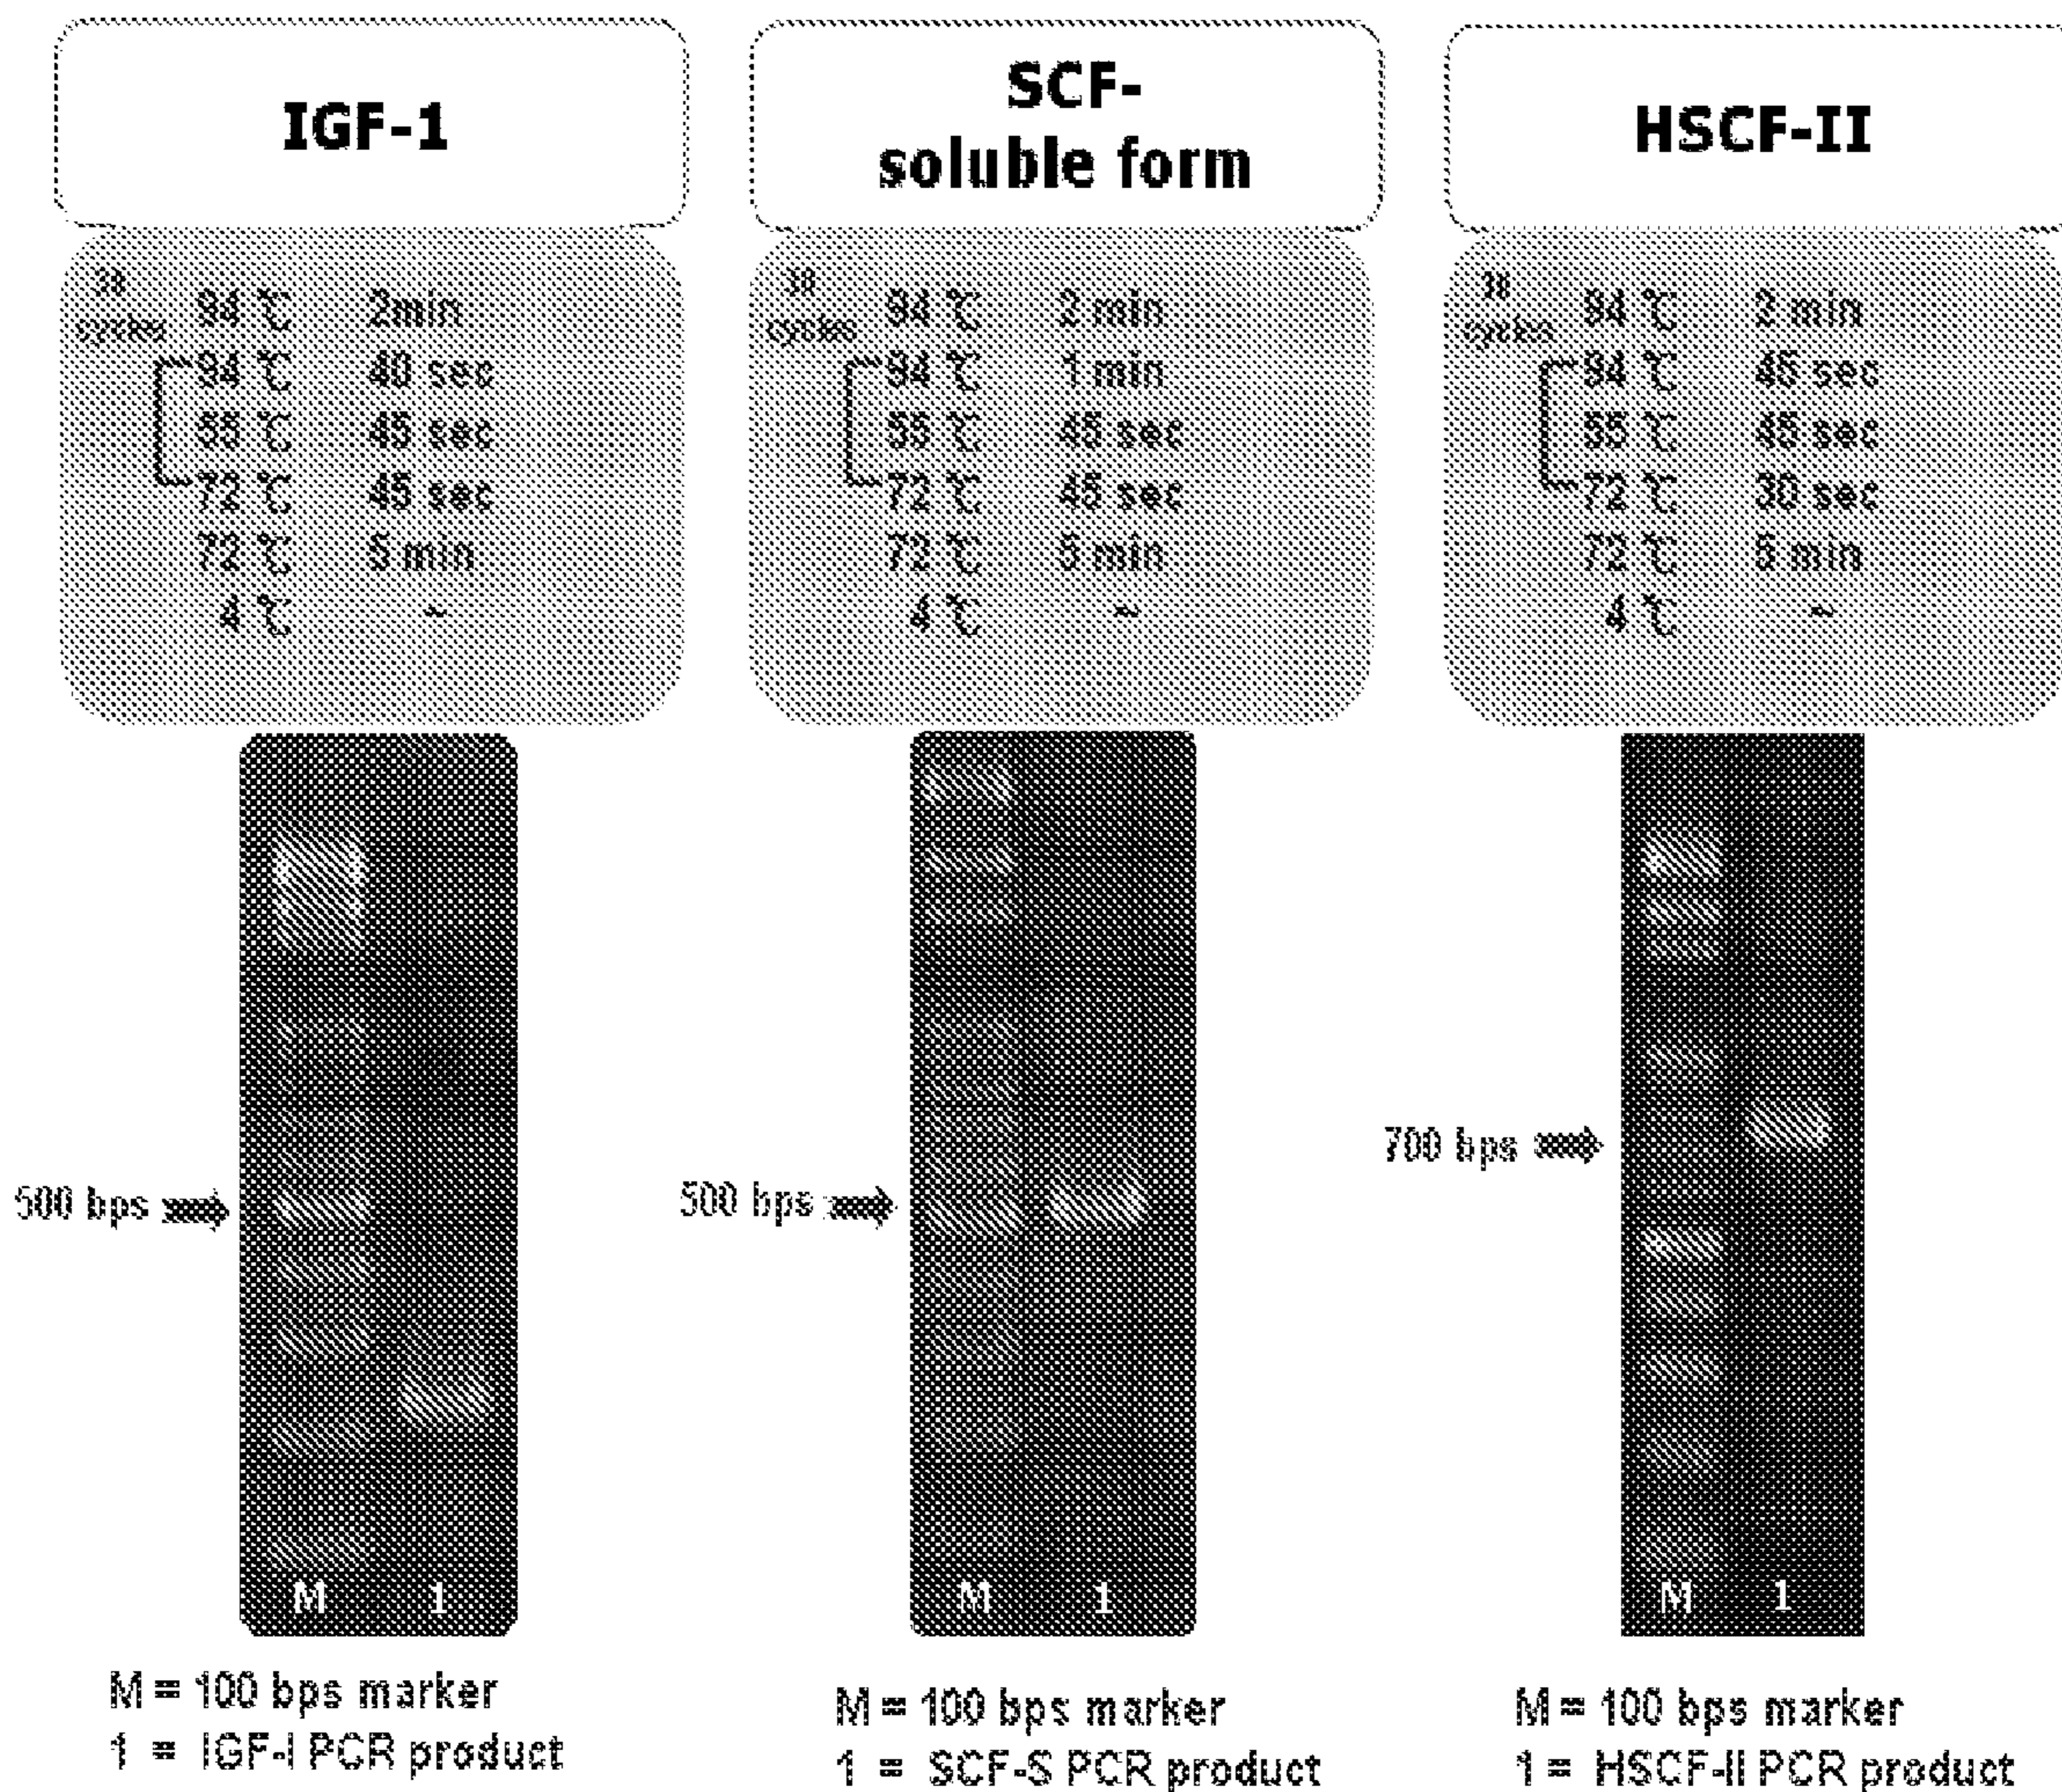 IGF-1
cycles
94 ℃ 2min
94 ℃ 40 sec
55 ℃ 45 sec
72 ℃ 45 sec
72 ℃ 5 min
4 ℃ ~
500 bps
M 1
M = 100 bps marker
1 = IGF-I PCR product
SCF-
soluble form
cycles
94 ℃ 2 min
94 ℃ 1 min
55 ℃ 45 sec
72 ℃ 45 sec
72 ℃ 5 min
4 ℃ ~
500 bps
M 1
M = 100 bps marker
1 = SCF-S PCR product
HSCF-II
cycles
94 ℃ 2 min
94 ℃ 45 sec
55 ℃ 45 sec
72 ℃ 30 sec
72 ℃ 5 min
4 ℃ ~
700 bps
M 1
M = 100 bps marker
1 = HSCF-II PCR product